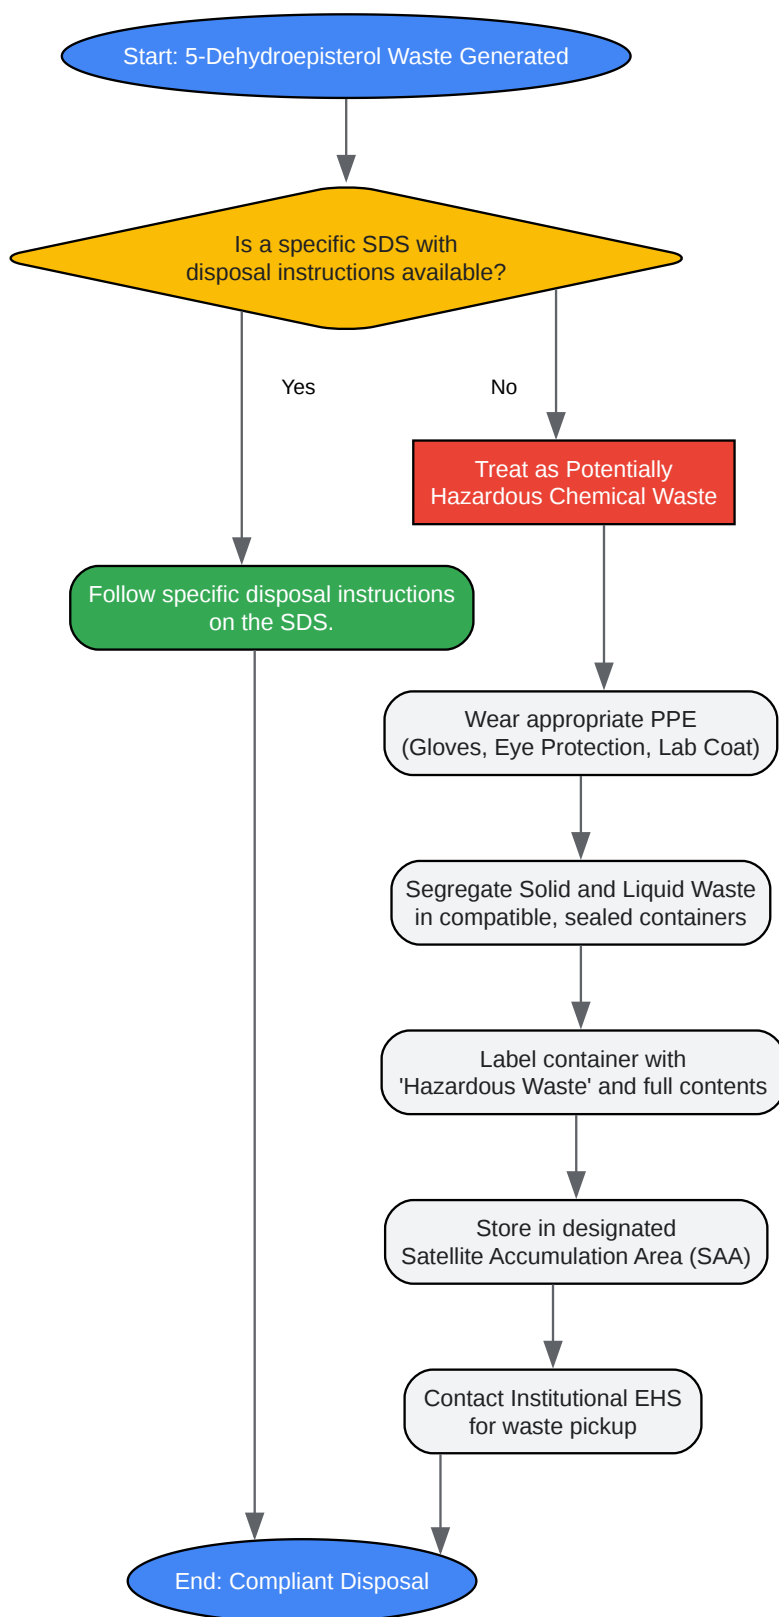 Start: 5-Dehydroepisterol Waste Generated
Is a specific SDS with
disposal instructions available?
Yes
No
Treat as Potentially
Hazardous Chemical Waste
Follow specific disposal instructions
on the SDS.
Wear appropriate PPE
(Gloves, Eye Protection, Lab Coat)
Segregate Solid and Liquid Waste
in compatible, sealed containers
Label container with
'Hazardous Waste' and full contents
Store in designated
Satellite Accumulation Area (SAA)
Contact Institutional EHS
for waste pickup
End: Compliant Disposal